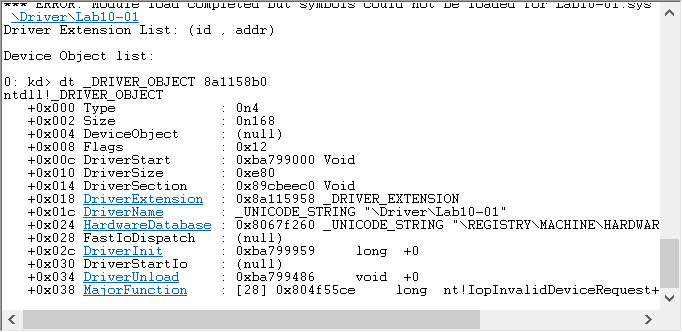 *** ERROR: Module load completed but symbols could not be loaded for Lab10-01.sys
\Driver\Lab10-01
Driver Extension List: (id , addr)
Device Object list:
0: kd> dt _DRIVER_OBJECT 8a1158b0
ntdll!_DRIVER_OBJECT
+0x000 Type : 0n4
+0x002 Size : 0n168
+0x004 DeviceObject : (null)
+0x008 Flags : 0x12
+0x00c DriverStart : 0xba799000 Void
+0x010 DriverSize : 0xe80
+0x014 DriverSection : 0x89cbeec0 Void
+0x018 DriverExtension : 0x8a115958 _DRIVER_EXTENSION
+0x01c DriverName : _UNICODE_STRING "\Driver\Lab10-01"
+0x024 HardwareDatabase : 0x8067f260 _UNICODE_STRING "\REGISTRY\MACHINE\HARDWAR
+0x028 FastIoDispatch : (null)
+0x02c DriverInit : 0xba799959 long +0
+0x030 DriverStartIo : (null)
+0x034 DriverUnload : 0xba799486 void +0
+0x038 MajorFunction : [28] 0x804f55ce long nt!IopInvalidDeviceRequest+